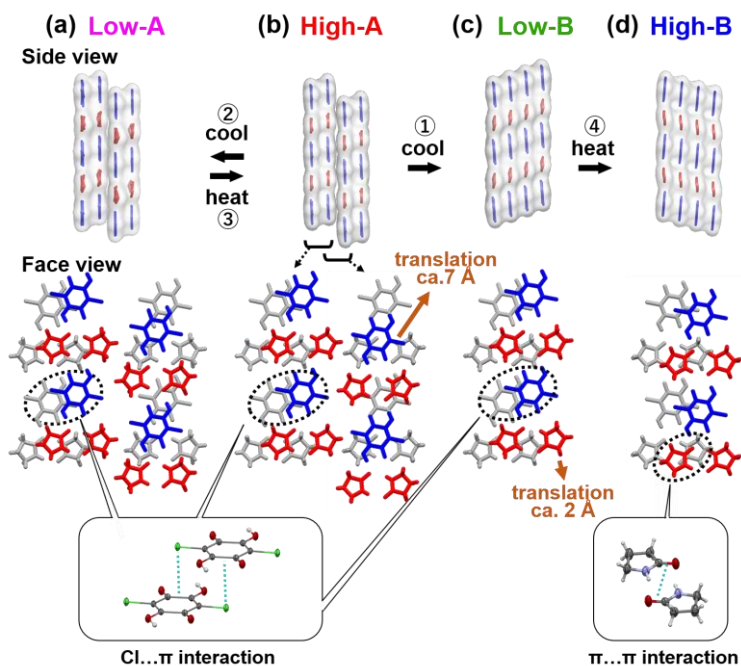 (a) Low-A
(b) High-A
(c) Low-B
(d) High-B
Side view
②
cool
heat
③
①
cool
④
heat
Face view
translation
ca.7 Å
translation
ca. 2 Å
Cl...π interaction
π...π interaction